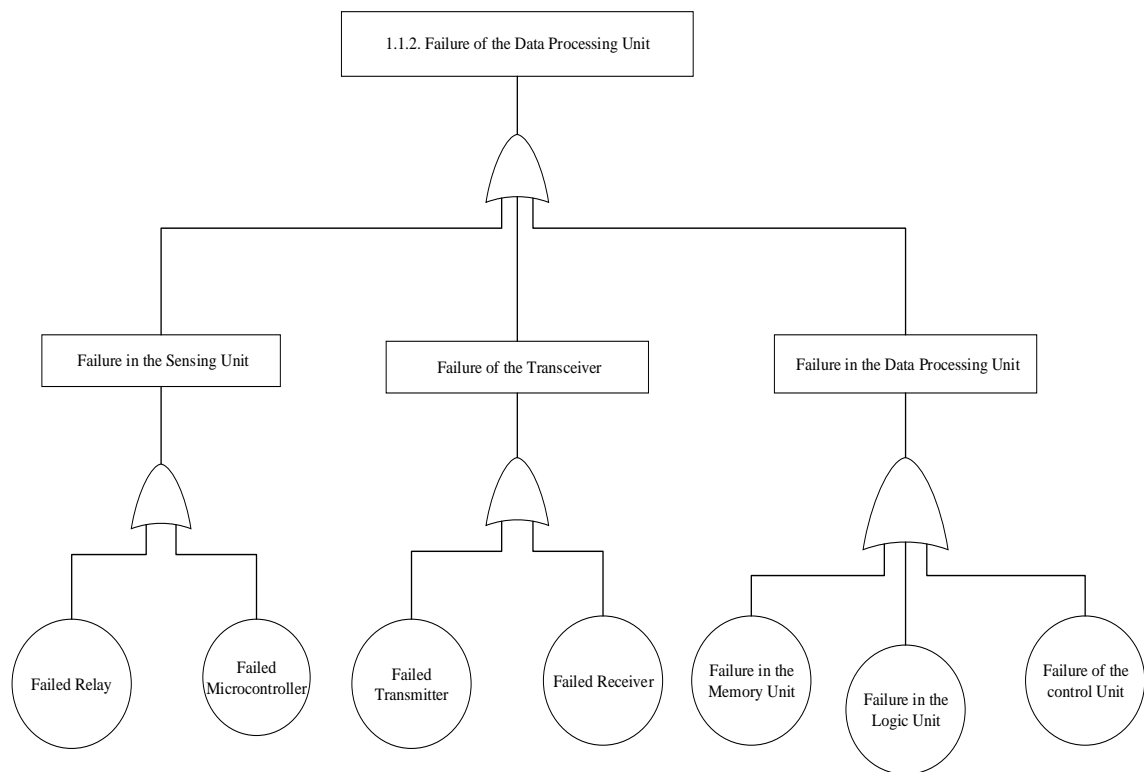 1.1.2. Failure of the Data Processing Unit
Failure in the Sensing Unit
Failure of the Transceiver
Failure in the Data Processing Unit
Failed Relay
Failed
Microcontroller
Failed
Transmitter
Failed Receiver
Failure in the
Memory Unit
Failure in the
Logic Unit
Failure of the
control Unit